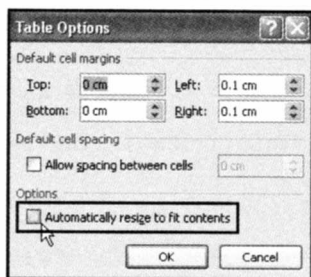 Table Options
Default cell margins
Top: 0 cm Left: 0.1 cm
Bottom: 0 cm Right: 0.1 cm
Default cell spacing
Allow spacing between cells 0 cm
Options
Automatically resize to fit contents
OK Cancel